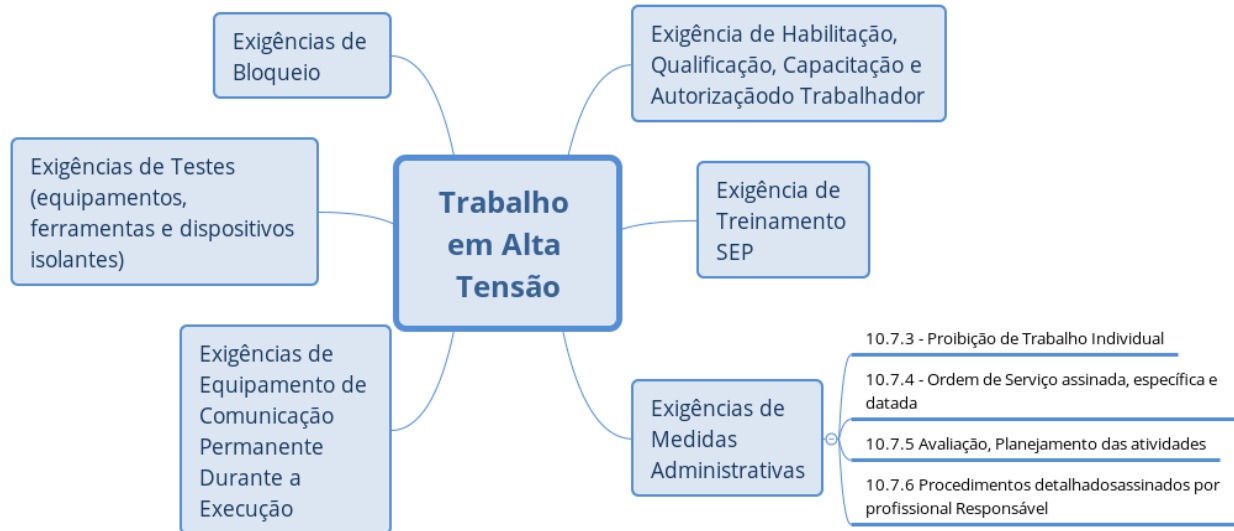 Exigências de
Bloqueio
Exigência de Habilitação,
Qualificação, Capacitação e
Autorizaçãodo Trabalhador
Exigências de Testes
(equipamentos,
ferramentas e dispositivos
isolantes)
Trabalho
em Alta
Tensão
Exigência de
Treinamento
SEP
Exigências de
Equipamento de
Comunicação
Permanente
Durante a
Execução
Exigências de
Medidas
Administrativas
10.7.3 - Proibição de Trabalho Individual
10.7.4 - Ordem de Serviço assinada, específica e
datada
10.7.5 Avaliação, Planejamento das atividades
10.7.6 Procedimentos detalhadosassinados por
profissional Responsável